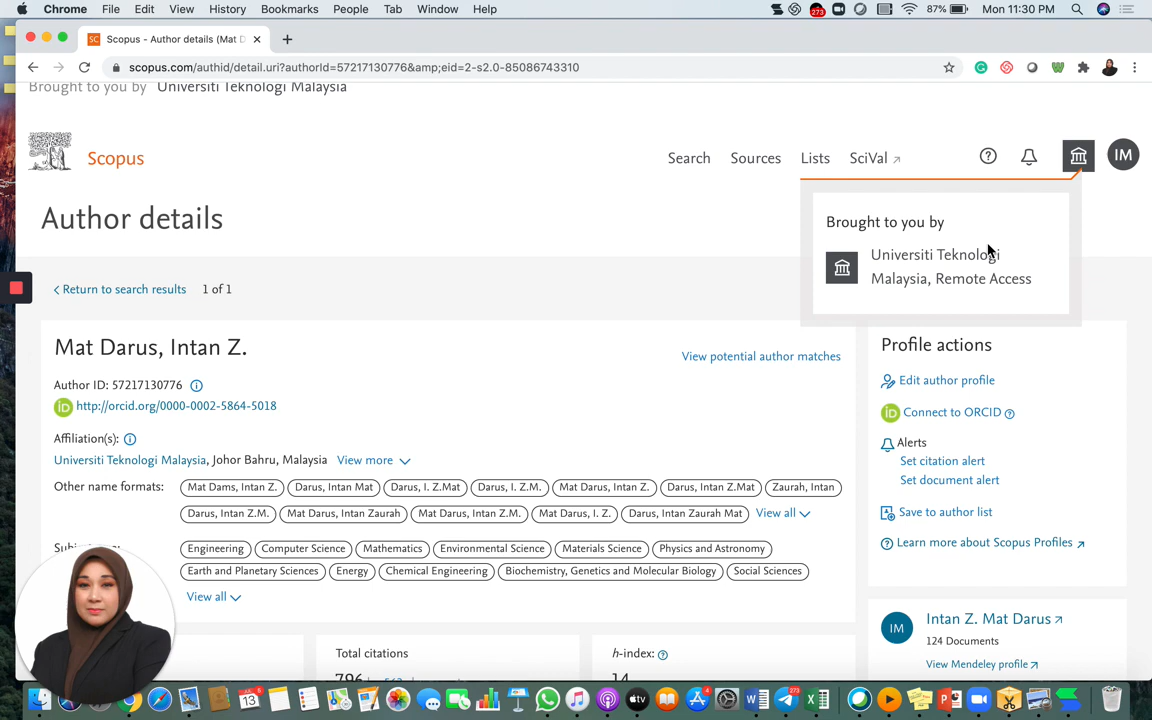 Chrome File Edit View History Bookmarks People Tab Window Help 273 87% Mon 11:30 PM
SC Scopus - Author details (Mat D
scopus.com/authid/detail.uri?authorId=57217130776&amp;eid=2-s2.0-85086743310
Brought to you by Universiti Teknologi Malaysia
Scopus Search Sources Lists SciVal IM
Author details
Brought to you by
Universiti Teknologi
Malaysia, Remote Access
Return to search results 1 of 1
Mat Darus, Intan Z.
View potential author matches
Author ID: 57217130776
iD http://orcid.org/0000-0002-5864-5018
Affiliation(s):
Universiti Teknologi Malaysia, Johor Bahru, Malaysia View more
Other name formats: Mat Dams, Intan Z. Darus, Intan Mat Darus, I. Z.Mat Darus, I. Z.M. Mat Darus, Intan Z. Darus, Intan Z.Mat Zaurah, Intan
Darus, Intan Z.M. Mat Darus, Intan Zaurah Mat Darus, Intan Z.M. Mat Darus, I. Z. Darus, Intan Zaurah Mat View all
Engineering Computer Science Mathematics Environmental Science Materials Science Physics and Astronomy
Earth and Planetary Sciences Energy Chemical Engineering Biochemistry, Genetics and Molecular Biology Social Sciences
View all
Total citations
h-index:
14
Profile actions
Edit author profile
iD Connect to ORCID
Alerts
Set citation alert
Set document alert
Save to author list
Learn more about Scopus Profiles
IM Intan Z. Mat Darus
124 Documents
View Mendeley profile